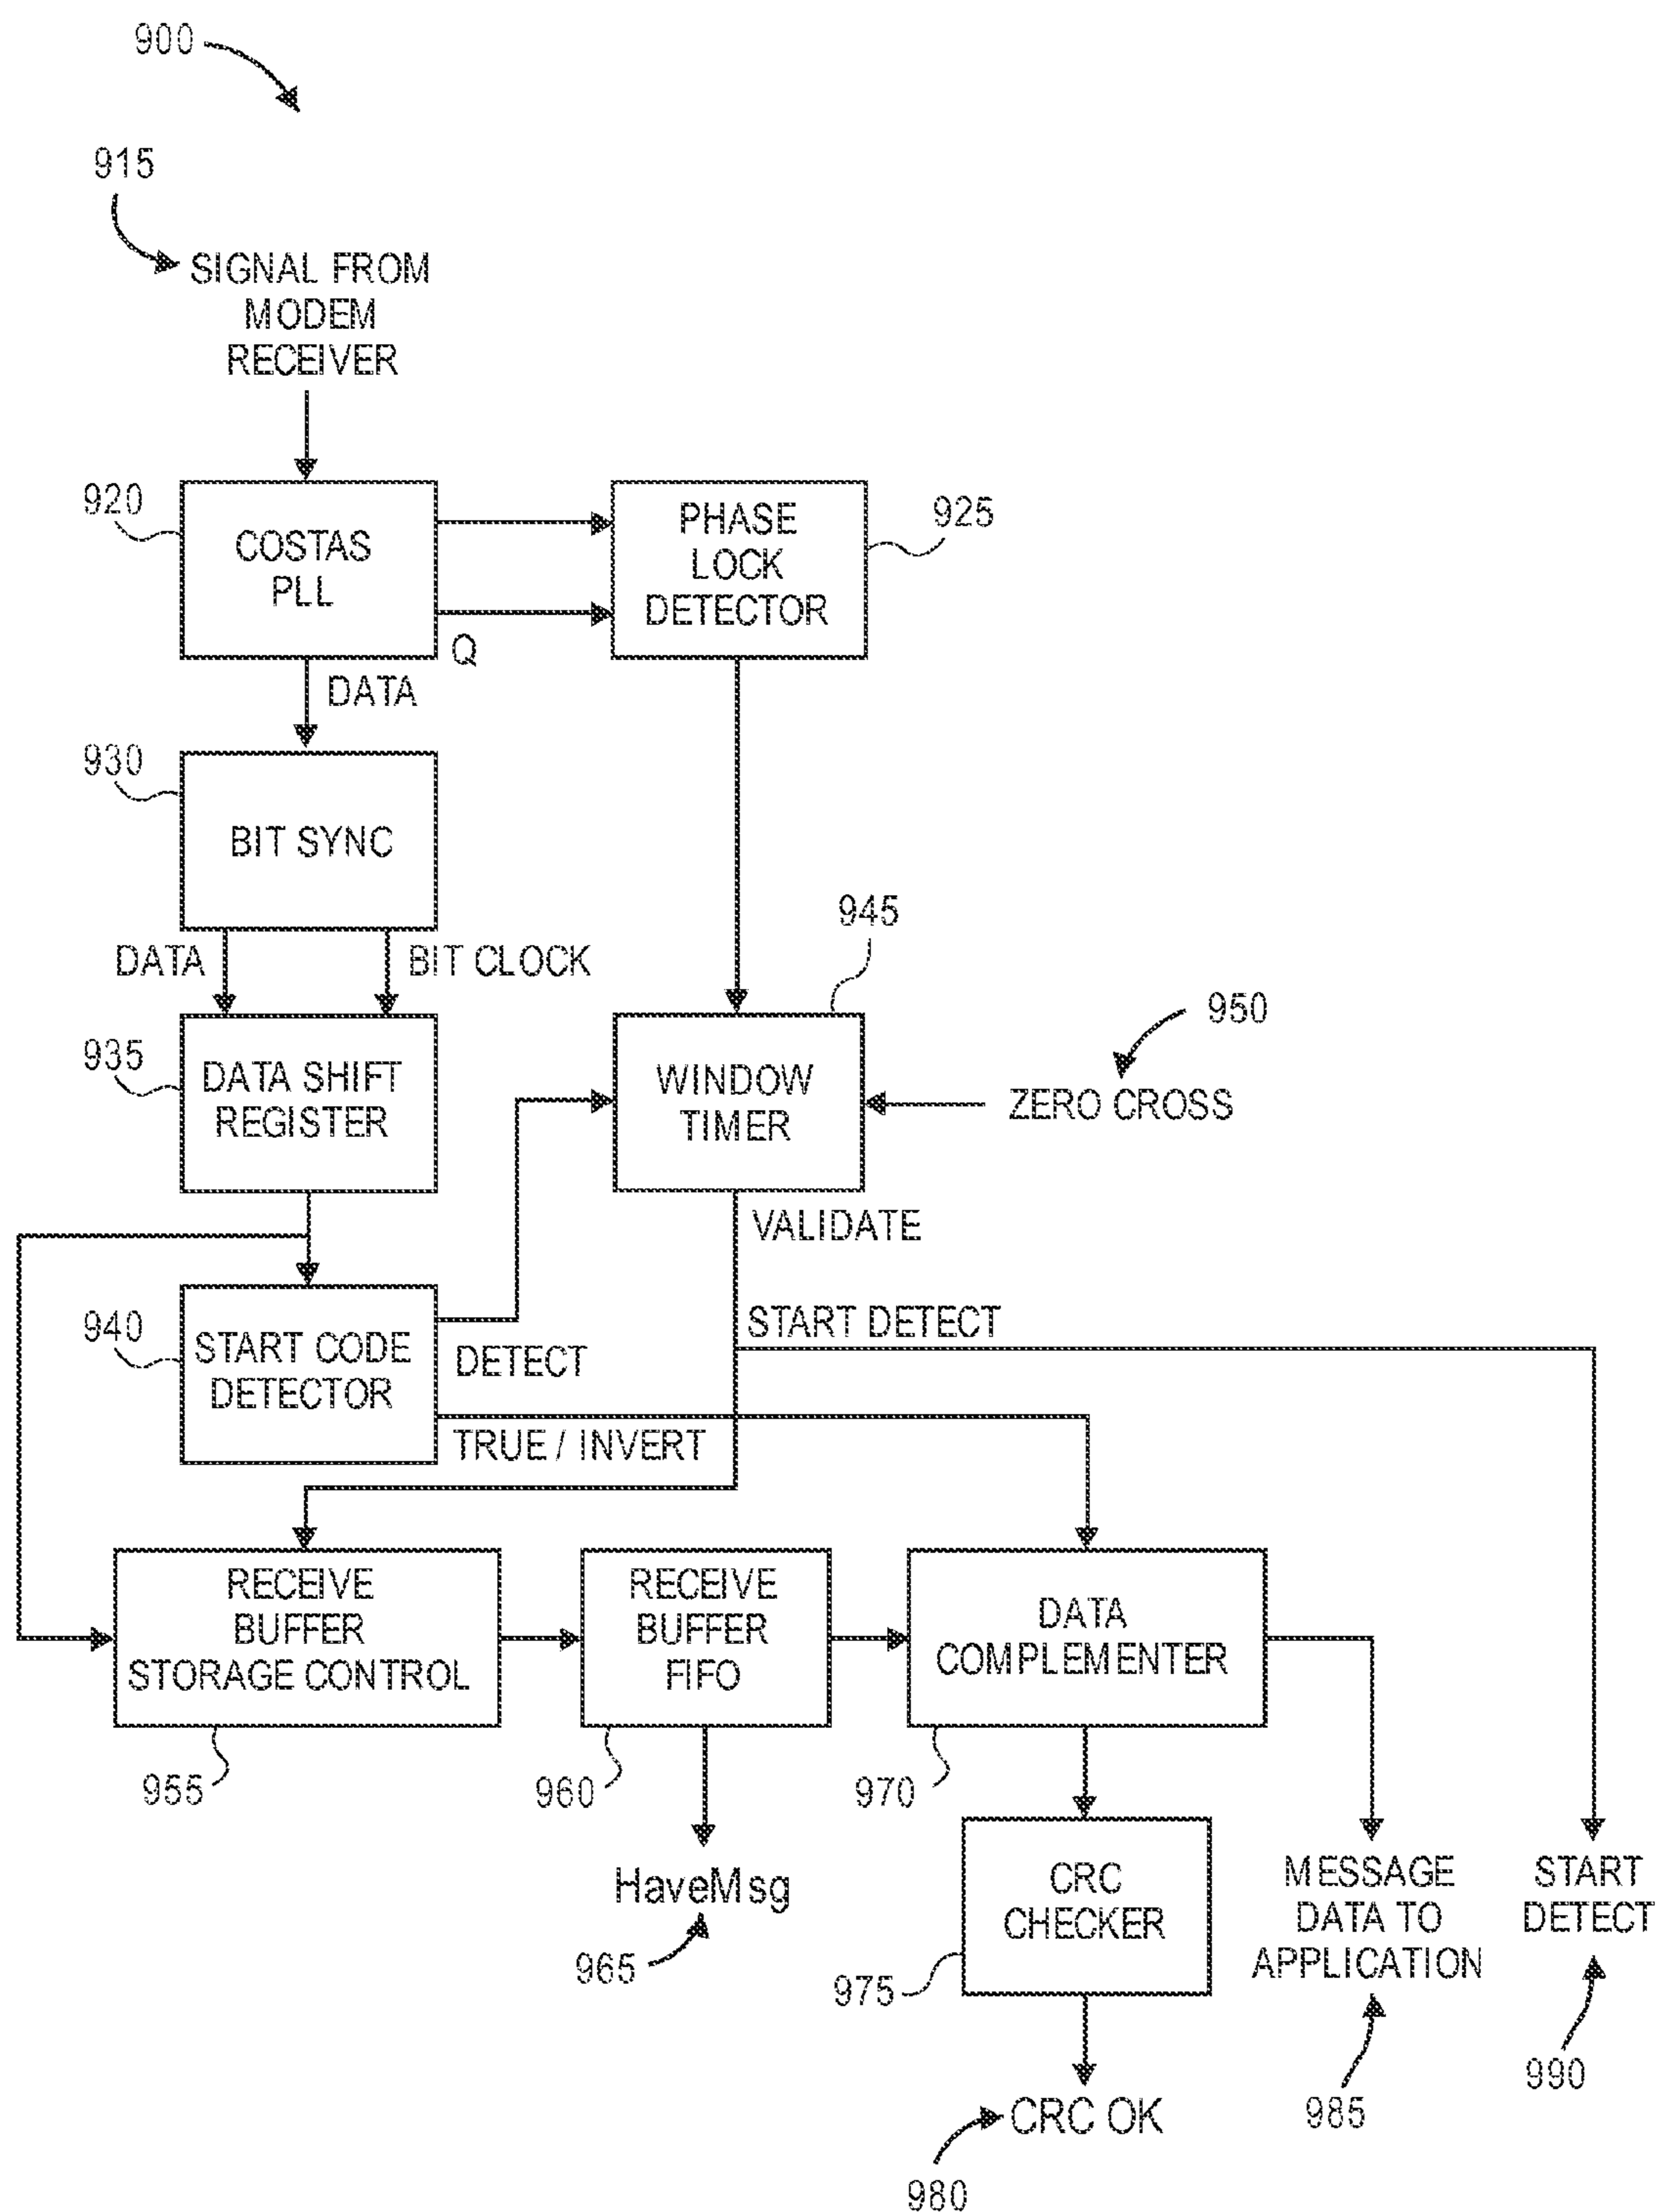 900
915
SIGNAL FROM
MODEM
RECEIVER
920
COSTAS
PLL
PHASE
LOCK
DETECTOR
925
Q
DATA
930
BIT SYNC
DATA
BIT CLOCK
945
950
935
DATA SHIFT
REGISTER
WINDOW
TIMER
ZERO CROSS
VALIDATE
940
START CODE
DETECTOR
DETECT
START DETECT
TRUE / INVERT
RECEIVE
BUFFER
STORAGE CONTROL
RECEIVE
BUFFER
FIFO
DATA
COMPLEMENTER
955
960
970
HaveMsg
965
CRC
CHECKER
975
MESSAGE
DATA TO
APPLICATION
START
DETECT
990
985
CRC OK
980